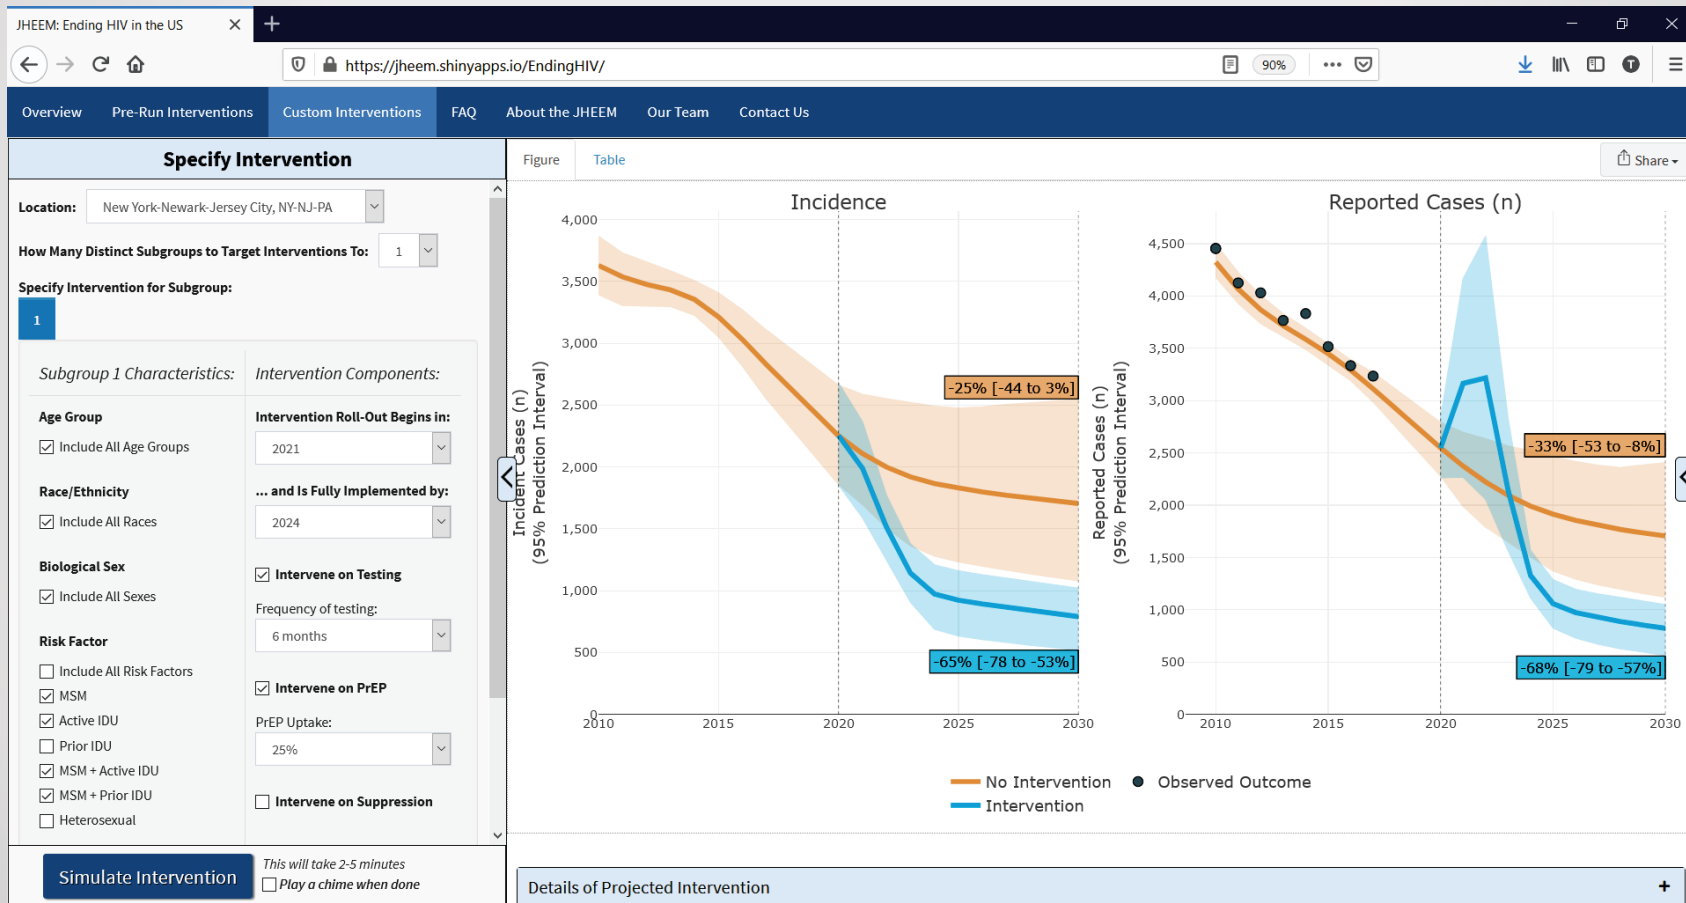 JHEEM: Ending HIV in the US
https://jheem.shinyapps.io/EndingHIV/
90%
T
Overview Pre-Run Interventions Custom Interventions FAQ About the JHEEM Our Team Contact Us
Specify Intervention
Location: New York-Newark-Jersey City, NY-NJ-PA
How Many Distinct Subgroups to Target Interventions To: 1
Specify Intervention for Subgroup:
1
Subgroup 1 Characteristics:
Age Group
Include All Age Groups
Race/Ethnicity
Include All Races
Biological Sex
Include All Sexes
Risk Factor
Include All Risk Factors
MSM
Active IDU
Prior IDU
MSM + Active IDU
MSM + Prior IDU
Heterosexual
Intervention Components:
Intervention Roll-Out Begins in:
2021
... and Is Fully Implemented by:
2024
Intervene on Testing
Frequency of testing:
6 months
Intervene on PrEP
PrEP Uptake:
25%
Intervene on Suppression
Simulate Intervention
This will take 2-5 minutes
Play a chime when done
Figure Table
Share
Incidence
Incident Cases (n)
(95% Prediction Interval)
4,000
3,500
3,000
2,500
2,000
1,500
1,000
500
0
2010 2015 2020 2025 2030
-25% [-44 to 3%]
-65% [-78 to -53%]
Reported Cases (n)
Reported Cases (n)
(95% Prediction Interval)
4,500
4,000
3,500
3,000
2,500
2,000
1,500
1,000
500
0
2010 2015 2020 2025 2030
-33% [-53 to -8%]
-68% [-79 to -57%]
No Intervention Observed Outcome
Intervention
Details of Projected Intervention +